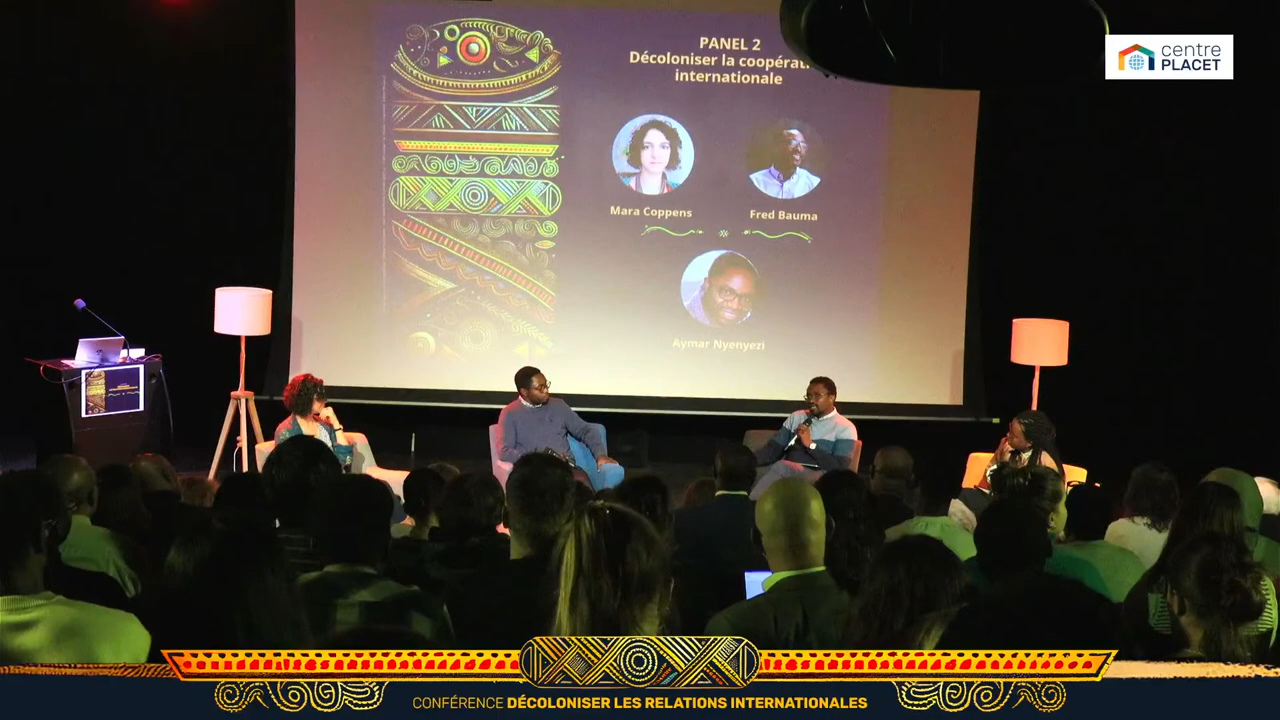 PANEL 2
Décoloniser la coopérati
internationale
centre
PLACET
Mara Coppens
Fred Bauma
Aymar Nyenyezi
CONFÉRENCE DÉCOLONISER LES RELATIONS INTERNATIONALES